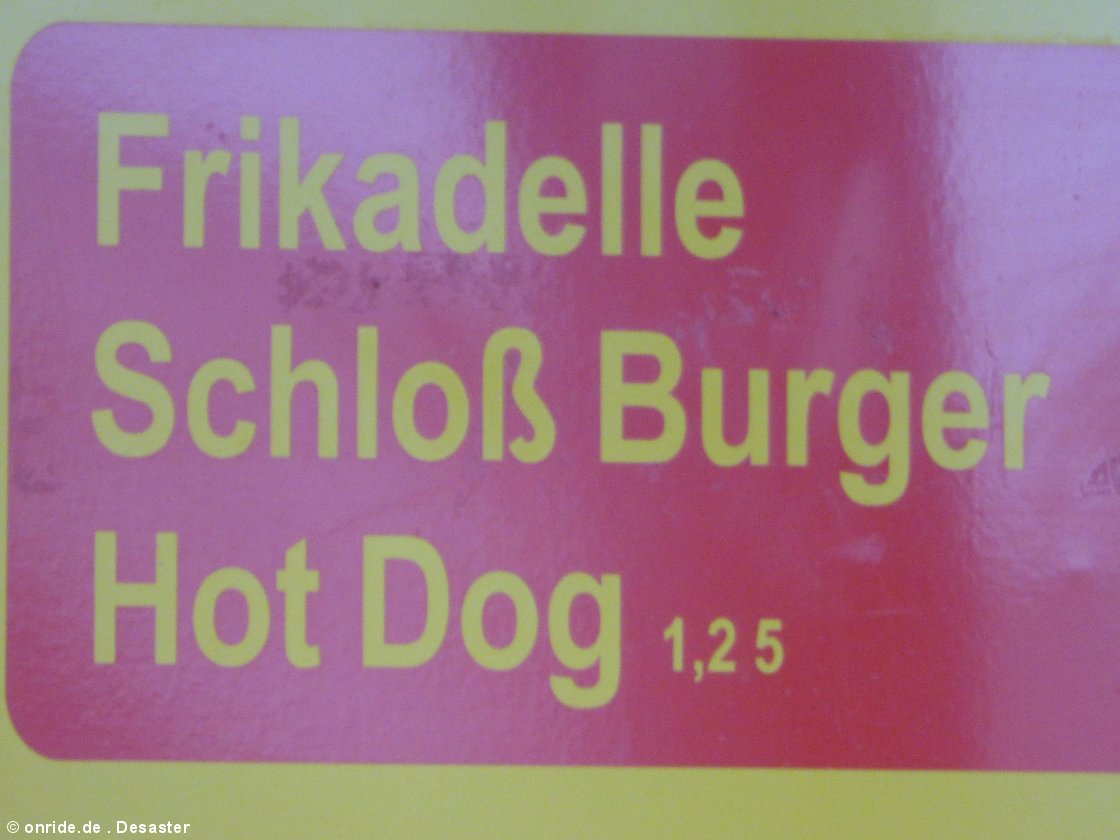 Frikadelle
Schloß Burger
Hot Dog 1,2 5
© onride.de . Desaster